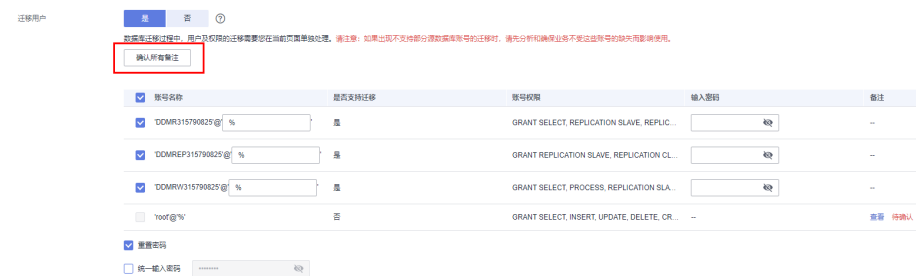 迁移用户 是 否
数据库迁移过程中，用户及权限的迁移需要您在当前页面单独处理。请注意：如果出现不支持部分源数据库账号的迁移时，请先分析和确保业务不受这些账号的缺失而影响使用。
确认所有备注
账号名称 是否支持迁移 账号权限 输入密码 备注
'DDMR315790825'@' % ' 是 GRANT SELECT, REPLICATION SLAVE, REPLIC... --
'DDMREP315790825'@' % ' 是 GRANT REPLICATION SLAVE, REPLICATION CL... --
'DDMRW315790825'@' % ' 是 GRANT SELECT, PROCESS, REPLICATION SLA... --
'root'@'%' 否 GRANT SELECT, INSERT, UPDATE, DELETE, CR... -- 查看 待确认
重置密码
统一输入密码 ········